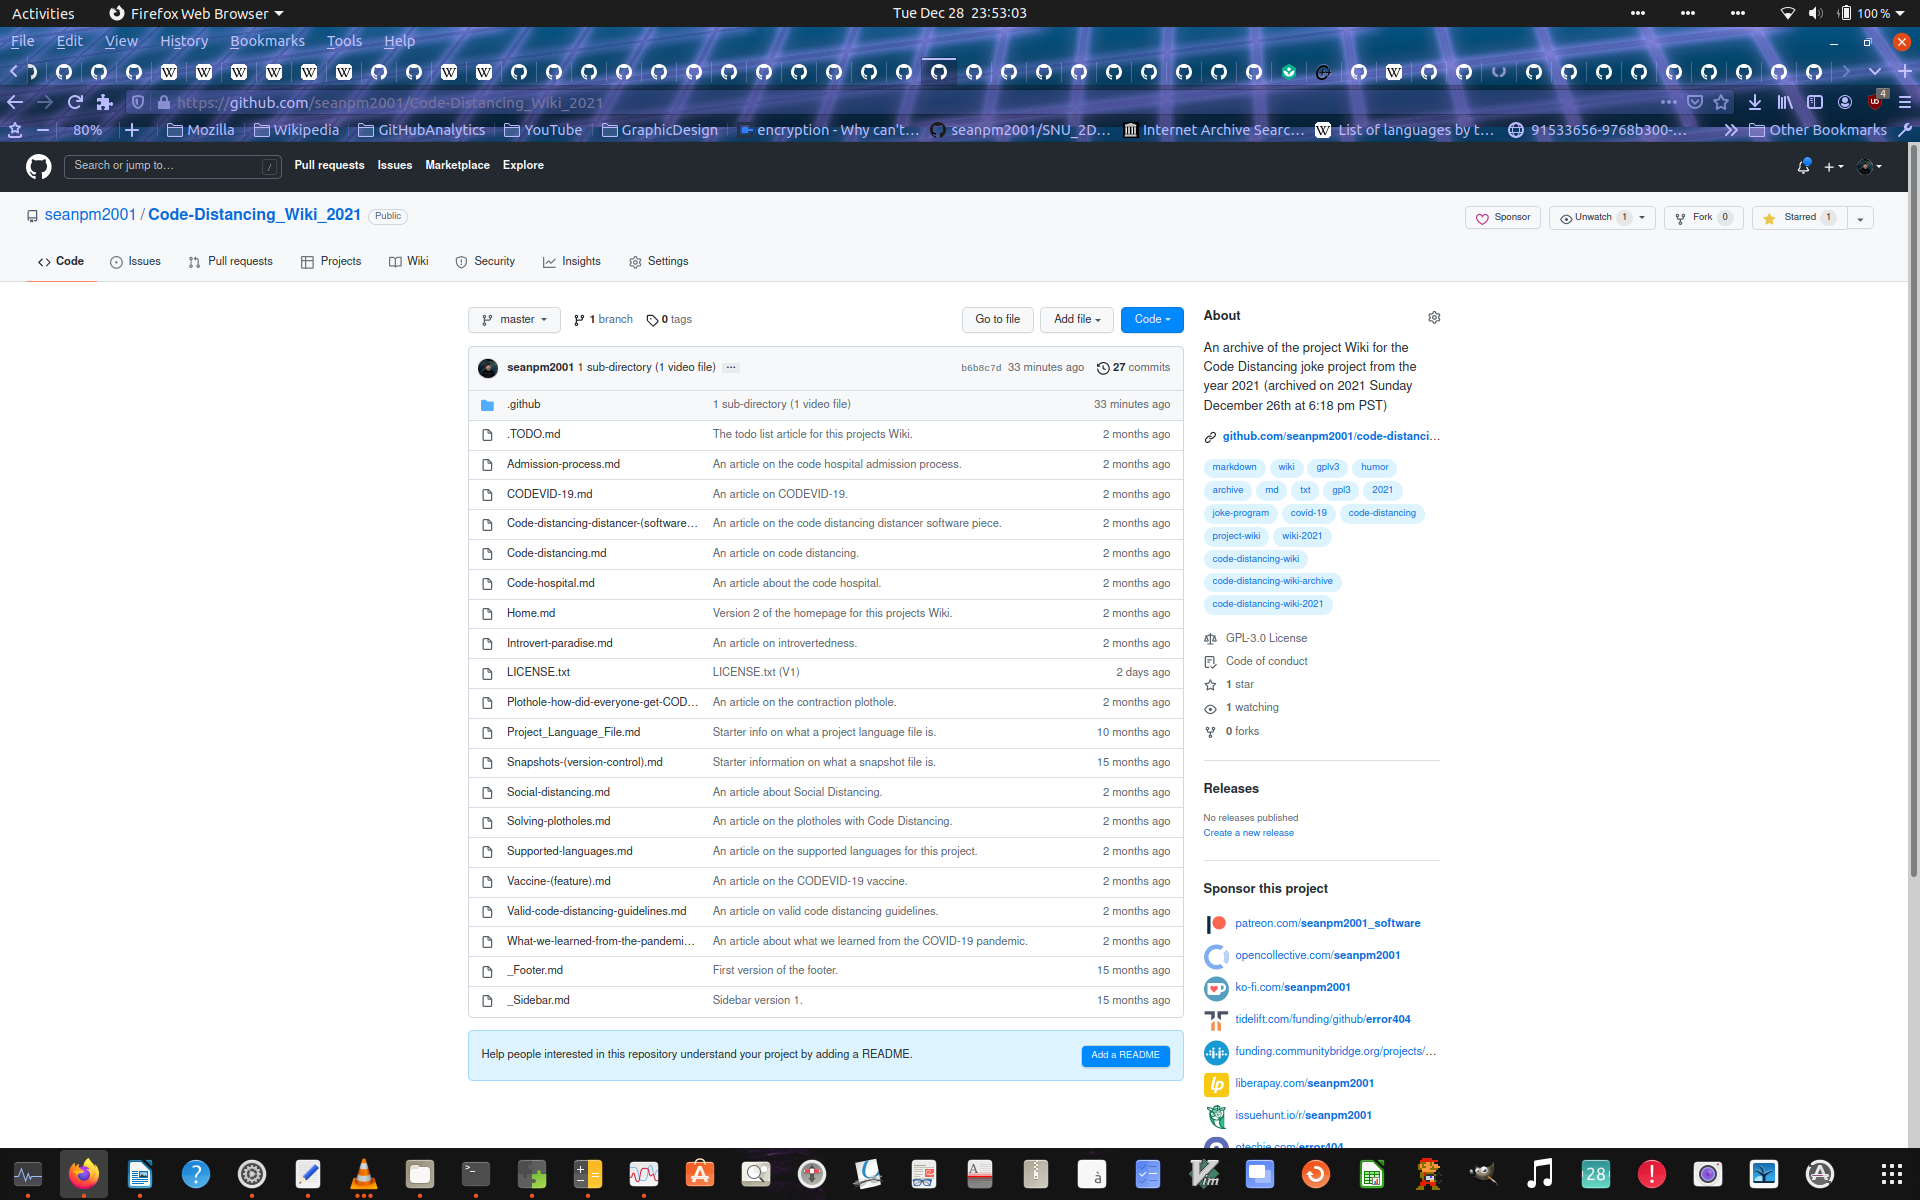 Activities Firefox Web Browser Tue Dec 28 23:53:03 100 %
File Edit View History Bookmarks Tools Help
https://github.com/seanpm2001/Code-Distancing_Wiki_2021 4
80% Mozilla Wikipedia GitHubAnalytics YouTube GraphicDesign encryption - Why can't... seanpm2001/SNU_2D... Internet Archive Searc... List of languages by t... 91533656-9768b300-... Other Bookmarks
Search or jump to... / Pull requests Issues Marketplace Explore
seanpm2001 / Code-Distancing_Wiki_2021 Public Sponsor Unwatch 1 Fork 0 Starred 1
Code Issues Pull requests Projects Wiki Security Insights Settings
master 1 branch 0 tags Go to file Add file Code
seanpm2001 1 sub-directory (1 video file) ... b6b8c7d 33 minutes ago 27 commits
.github 1 sub-directory (1 video file) 33 minutes ago
.TODO.md The todo list article for this projects Wiki. 2 months ago
Admission-process.md An article on the code hospital admission process. 2 months ago
CODEVID-19.md An article on CODEVID-19. 2 months ago
Code-distancing-distancer-(software... An article on the code distancing distancer software piece. 2 months ago
Code-distancing.md An article on code distancing. 2 months ago
Code-hospital.md An article about the code hospital. 2 months ago
Home.md Version 2 of the homepage for this projects Wiki. 2 months ago
Introvert-paradise.md An article on introvertedness. 2 months ago
LICENSE.txt LICENSE.txt (V1) 2 days ago
Plothole-how-did-everyone-get-COD... An article on the contraction plothole. 2 months ago
Project_Language_File.md Starter info on what a project language file is. 10 months ago
Snapshots-(version-control).md Starter information on what a snapshot file is. 15 months ago
Social-distancing.md An article about Social Distancing. 2 months ago
Solving-plotholes.md An article on the plotholes with Code Distancing. 2 months ago
Supported-languages.md An article on the supported languages for this project. 2 months ago
Vaccine-(feature).md An article on the CODEVID-19 vaccine. 2 months ago
Valid-code-distancing-guidelines.md An article on valid code distancing guidelines. 2 months ago
What-we-learned-from-the-pandemi... An article about what we learned from the COVID-19 pandemic. 2 months ago
_Footer.md First version of the footer. 15 months ago
_Sidebar.md Sidebar version 1. 15 months ago
Help people interested in this repository understand your project by adding a README. Add a README
About
An archive of the project Wiki for the
Code Distancing joke project from the
year 2021 (archived on 2021 Sunday
December 26th at 6:18 pm PST)
github.com/seanpm2001/code-distanci...
markdown wiki gplv3 humor
archive md txt gpl3 2021
joke-program covid-19 code-distancing
project-wiki wiki-2021
code-distancing-wiki
code-distancing-wiki-archive
code-distancing-wiki-2021
GPL-3.0 License
Code of conduct
1 star
1 watching
0 forks
Releases
No releases published
Create a new release
Sponsor this project
patreon.com/seanpm2001_software
opencollective.com/seanpm2001
ko-fi.com/seanpm2001
tidelift.com/funding/github/error404
funding.communitybridge.org/projects/...
liberapay.com/seanpm2001
issuehunt.io/r/seanpm2001
otechie.com/error404
28